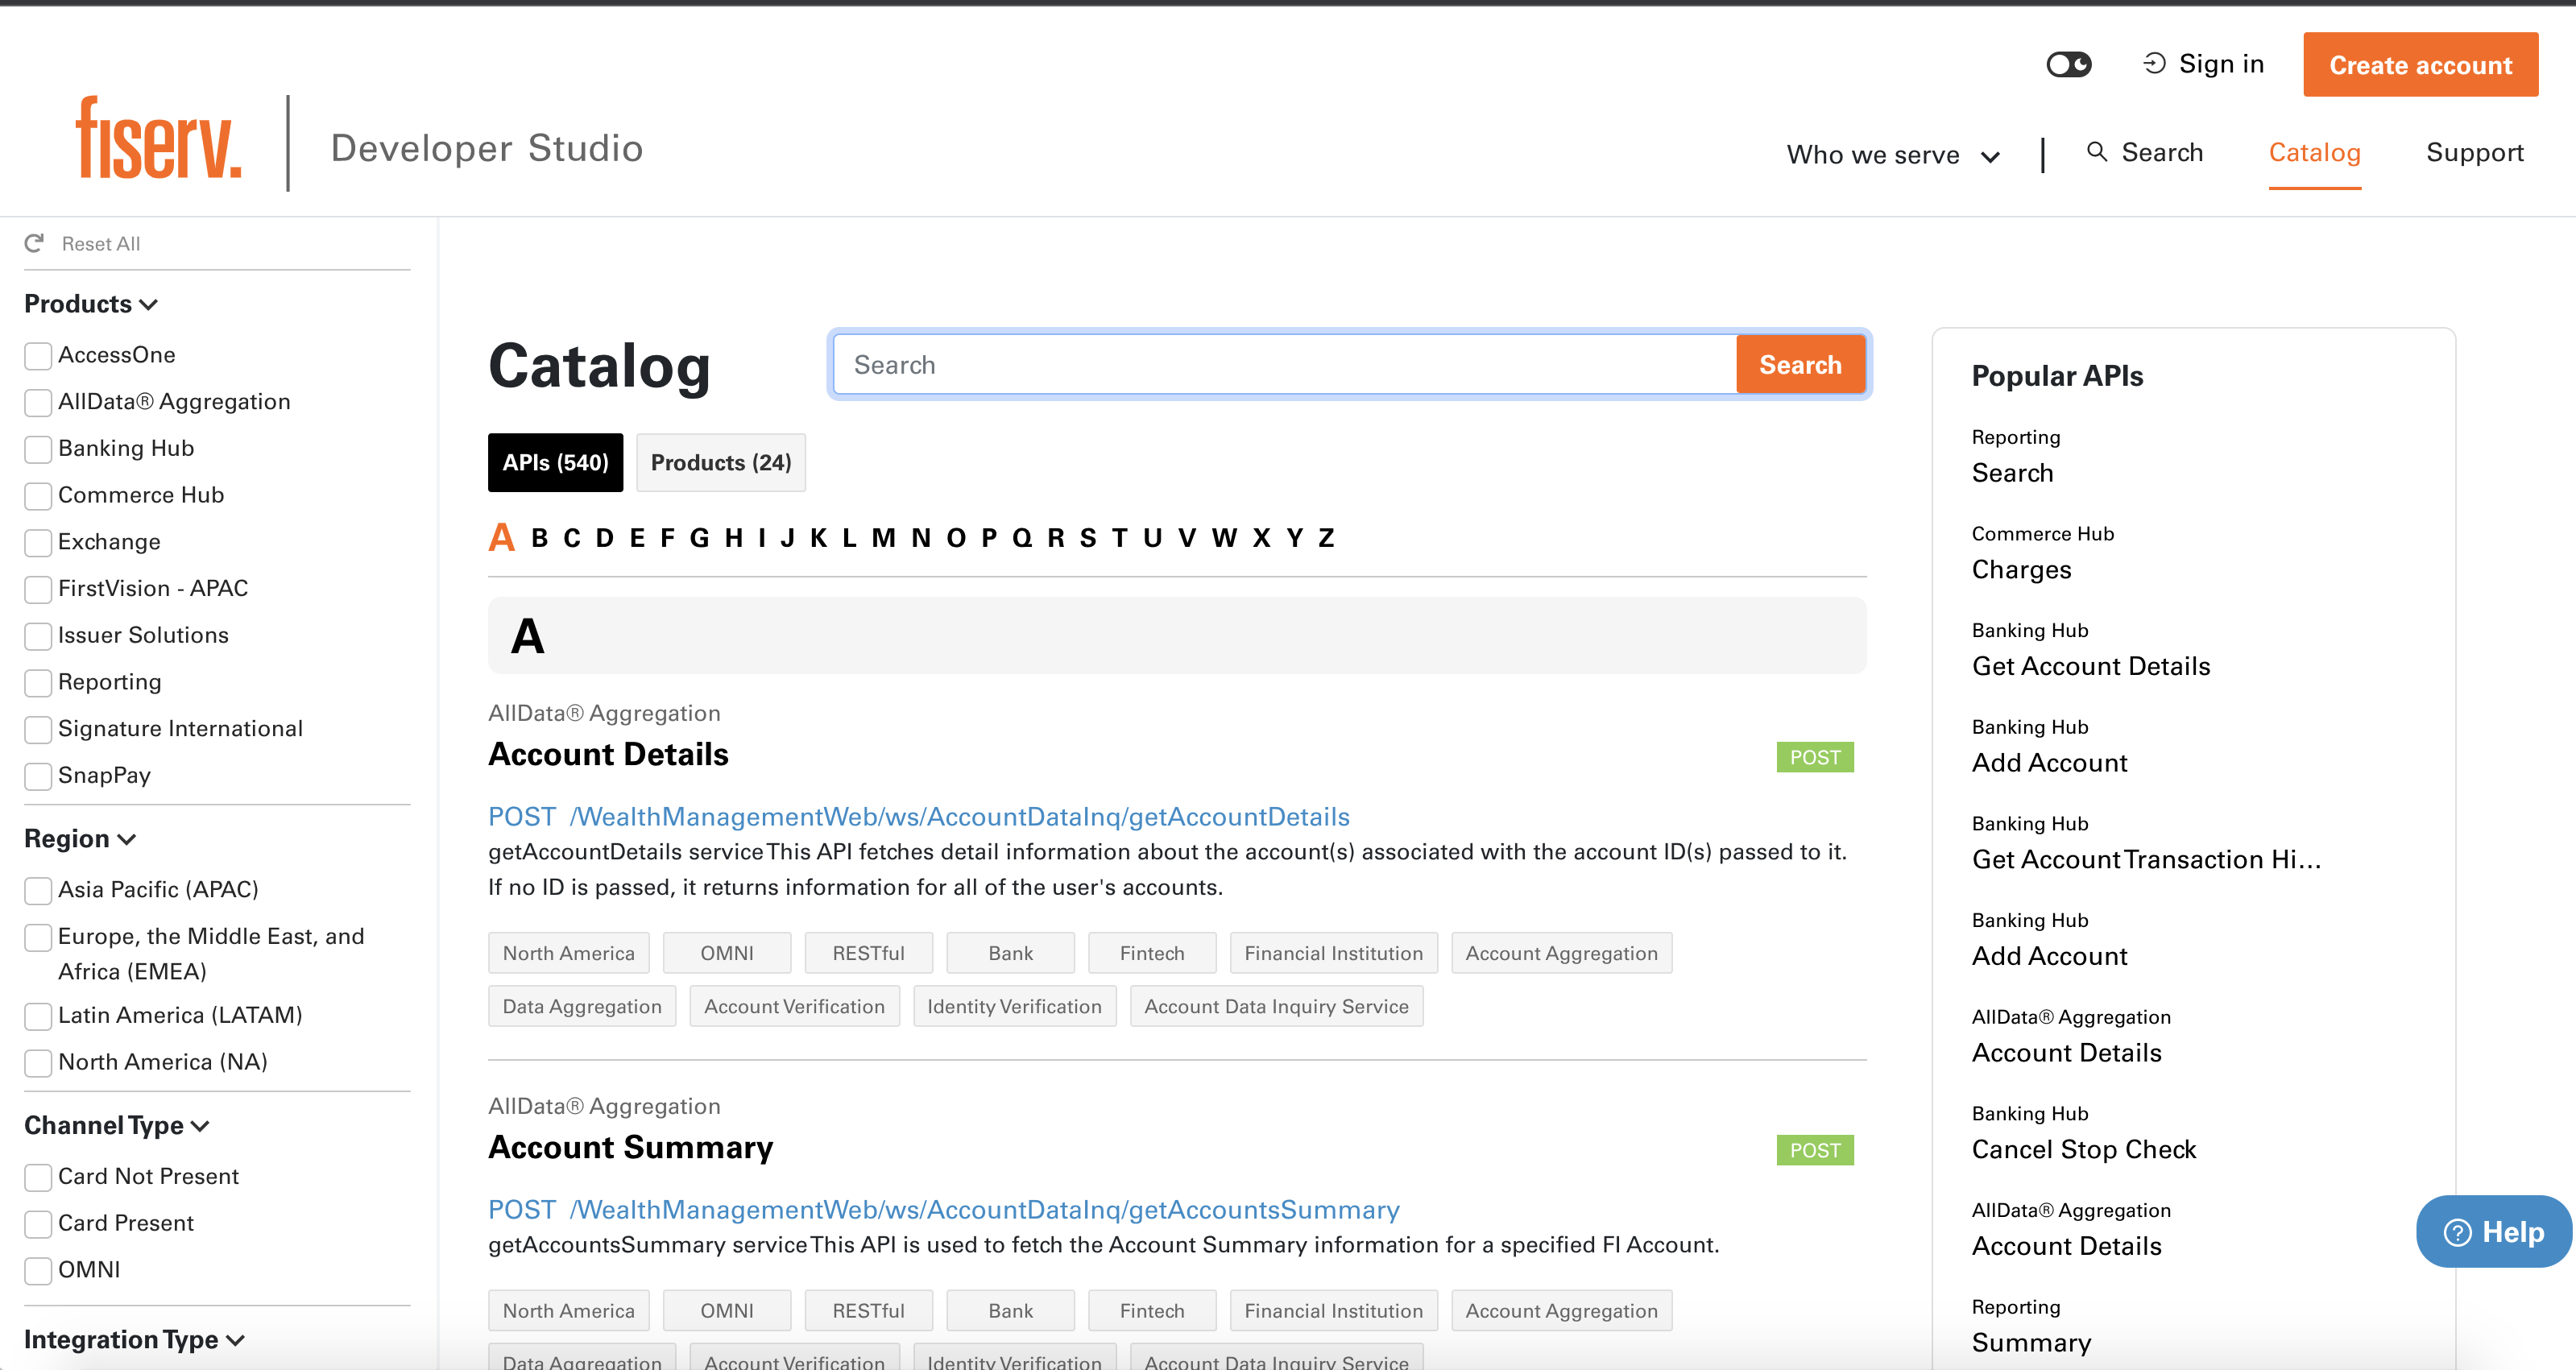 Sign in
Create account
fiserv.
Developer Studio
Who we serve
Search
Catalog
Support
Reset All
Products
AccessOne
AllData® Aggregation
Banking Hub
Commerce Hub
Exchange
FirstVision - APAC
Issuer Solutions
Reporting
Signature International
SnapPay
Region
Asia Pacific (APAC)
Europe, the Middle East, and
Africa (EMEA)
Latin America (LATAM)
North America (NA)
Channel Type
Card Not Present
Card Present
OMNI
Integration Type
Catalog
Search
Search
APIs (540)
Products (24)
A B C D E F G H I J K L M N O P Q R S T U V W X Y Z
A
AllData® Aggregation
Account Details
POST
POST /WealthManagementWeb/ws/AccountDataInq/getAccountDetails
getAccountDetails service This API fetches detail information about the account(s) associated with the account ID(s) passed to it.
If no ID is passed, it returns information for all of the user's accounts.
North America
OMNI
RESTful
Bank
Fintech
Financial Institution
Account Aggregation
Data Aggregation
Account Verification
Identity Verification
Account Data Inquiry Service
AllData® Aggregation
Account Summary
POST
POST /WealthManagementWeb/ws/AccountDataInq/getAccountsSummary
getAccountsSummary service This API is used to fetch the Account Summary information for a specified FI Account.
North America
OMNI
RESTful
Bank
Fintech
Financial Institution
Account Aggregation
Data Aggregation
Account Verification
Identity Verification
Account Data Inquiry Service
Popular APIs
Reporting
Search
Commerce Hub
Charges
Banking Hub
Get Account Details
Banking Hub
Add Account
Banking Hub
Get Account Transaction Hi...
Banking Hub
Add Account
AllData® Aggregation
Account Details
Banking Hub
Cancel Stop Check
AllData® Aggregation
Account Details
Reporting
Summary
Help